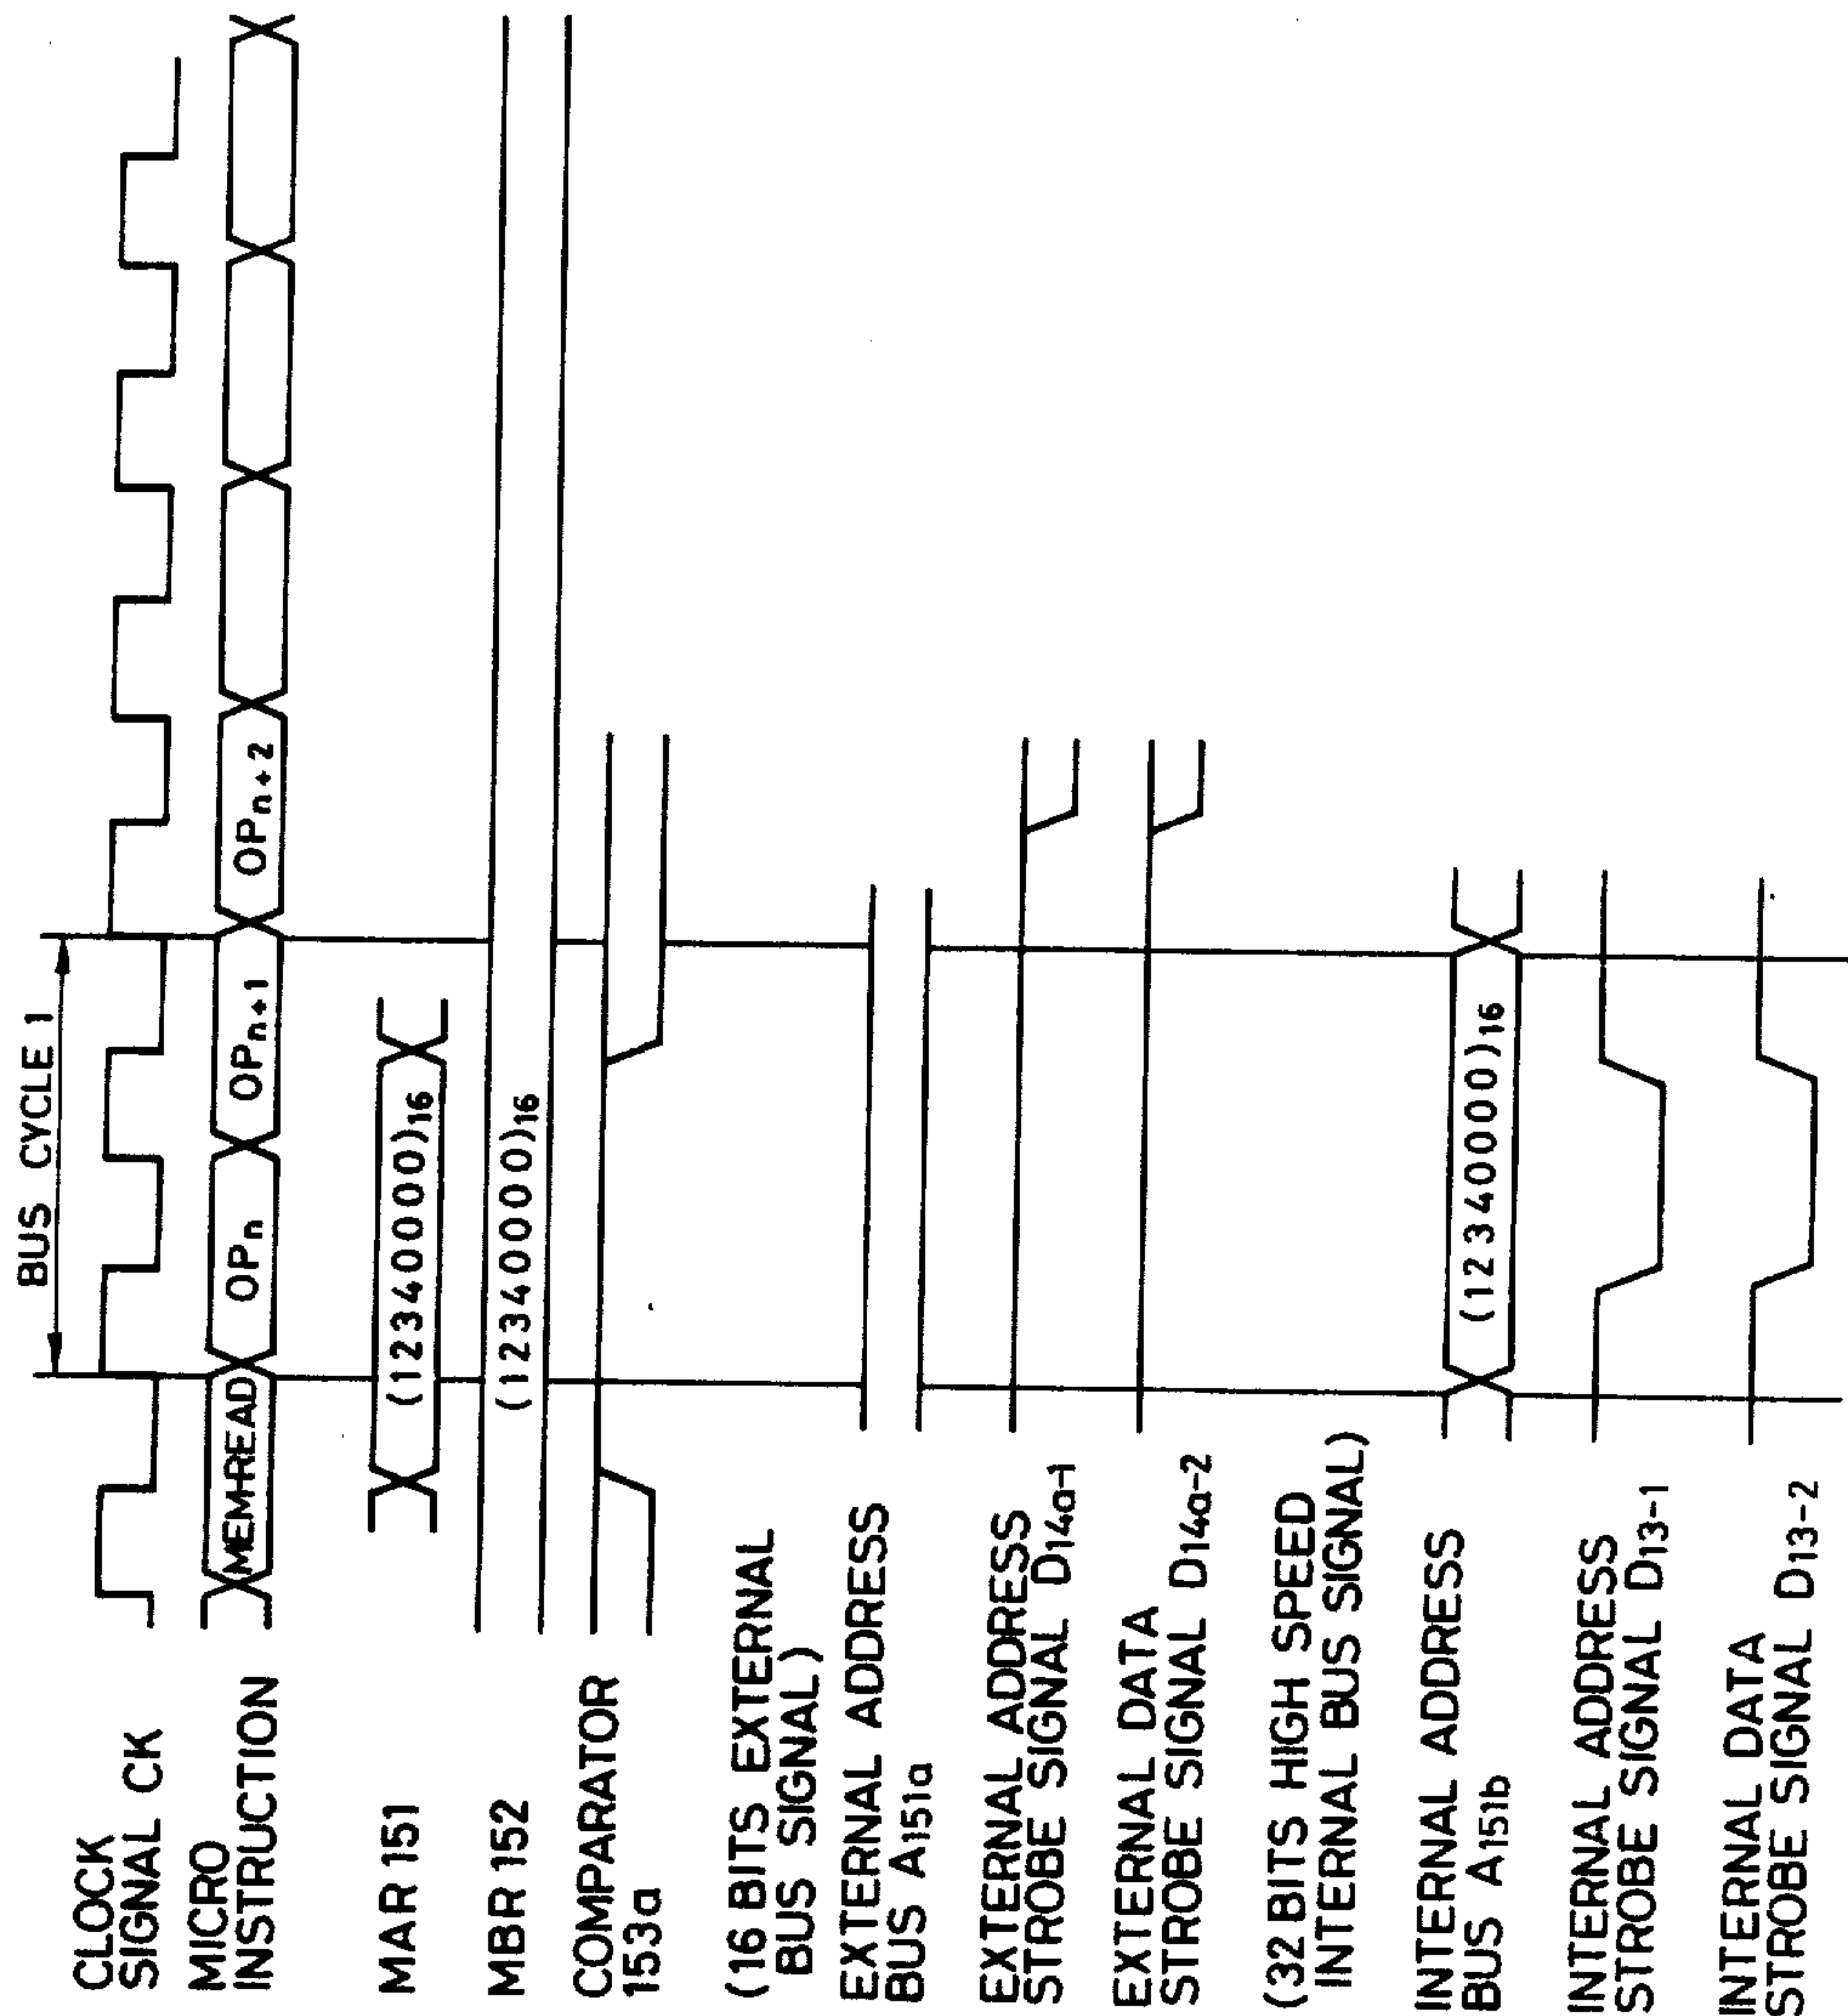 BUS CYCLE 1
CLOCK
SIGNAL CK
MICRO
INSTRUCTION
MEM-READ
OPn
OPn+1
OPn+2
MAR 151
(12340000)16
MBR 152
(12340000)16
COMPARATOR
153a
(16 BITS EXTERNAL
BUS SIGNAL)
EXTERNAL ADDRESS
BUS A151a
EXTERNAL ADDRESS
STROBE SIGNAL D14a-1
EXTERNAL DATA
STROBE SIGNAL D14a-2
(32 BITS HIGH SPEED
INTERNAL BUS SIGNAL)
INTERNAL ADDRESS
BUS A151b
(12340000)16
INTERNAL ADDRESS
STROBE SIGNAL D13-1
INTERNAL DATA
STROBE SIGNAL D13-2